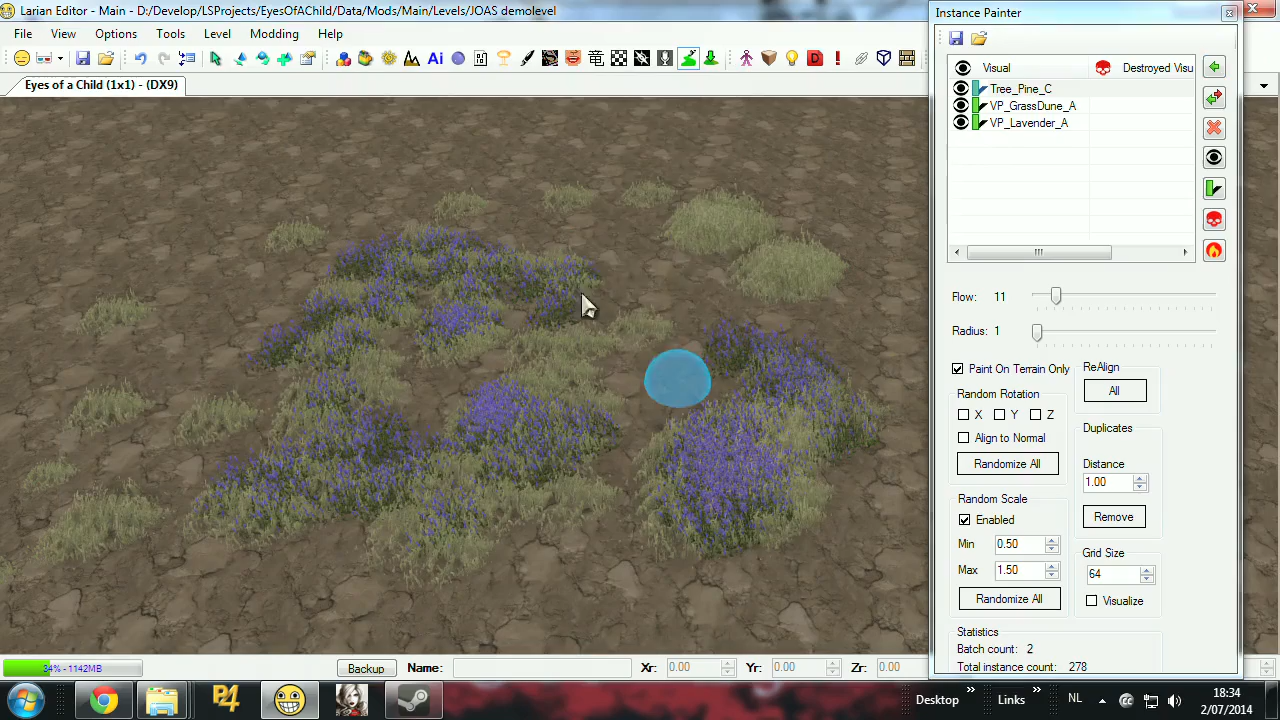 Larian Editor - Main - D:/Develop/LSProjects/EyesOfAChild/Data/Mods/Main/Levels/JOAS demolevel
File View Options Tools Level Modding Help
Ai
竜
D
Eyes of a Child (1x1) - (DX9)
Instance Painter
Visual Destroyed Visu
Tree_Pine_C
VP_GrassDune_A
VP_Lavender_A
Flow: 11
Radius: 1
Paint On Terrain Only
Random Rotation
X Y Z
Align to Normal
Randomize All
Random Scale
Enabled
Min 0.50
Max 1.50
Randomize All
ReAlign
All
Duplicates
Distance
1.00
Remove
Grid Size
64
Visualize
Statistics
Batch count: 2
Total instance count: 278
34% - 1142MB
Backup
Name:
Xr: 0.00
Yr: 0.00
Zr: 0.00
P4
Desktop
Links
NL
18:34
2/07/2014